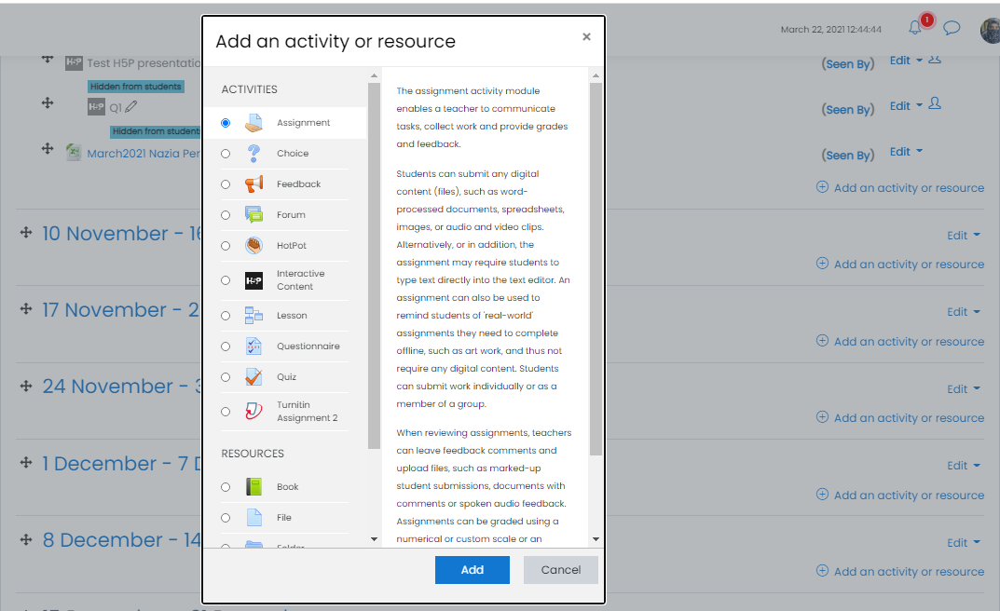 March 22, 2021 12:44:44
1
Add an activity or resource
×
H-P Test H5P presentatio
(Seen By)
Edit
Hidden from students
H-P Q1
(Seen By)
Edit
Hidden from student
March2021 Nazia Per
(Seen By)
Edit
Add an activity or resource
10 November - 1
Edit
Add an activity or resource
17 November - 2
Edit
Add an activity or resource
24 November - 3
Edit
Add an activity or resource
1 December - 7 D
Edit
Add an activity or resource
8 December - 14
Edit
Add an activity or resource
ACTIVITIES
Assignment
Choice
Feedback
Forum
HotPot
H-P
Interactive
Content
Lesson
Questionnaire
Quiz
Turnitin
Assignment 2
RESOURCES
Book
File
Folder
The assignment activity module
enables a teacher to communicate
tasks, collect work and provide grades
and feedback.
Students can submit any digital
content (files), such as word-
processed documents, spreadsheets,
images, or audio and video clips.
Alternatively, or in addition, the
assignment may require students to
type text directly into the text editor. An
assignment can also be used to
remind students of 'real-world'
assignments they need to complete
offline, such as art work, and thus not
require any digital content. Students
can submit work individually or as a
member of a group.
When reviewing assignments, teachers
can leave feedback comments and
upload files, such as marked-up
student submissions, documents with
comments or spoken audio feedback.
Assignments can be graded using a
numerical or custom scale or an
Add
Cancel